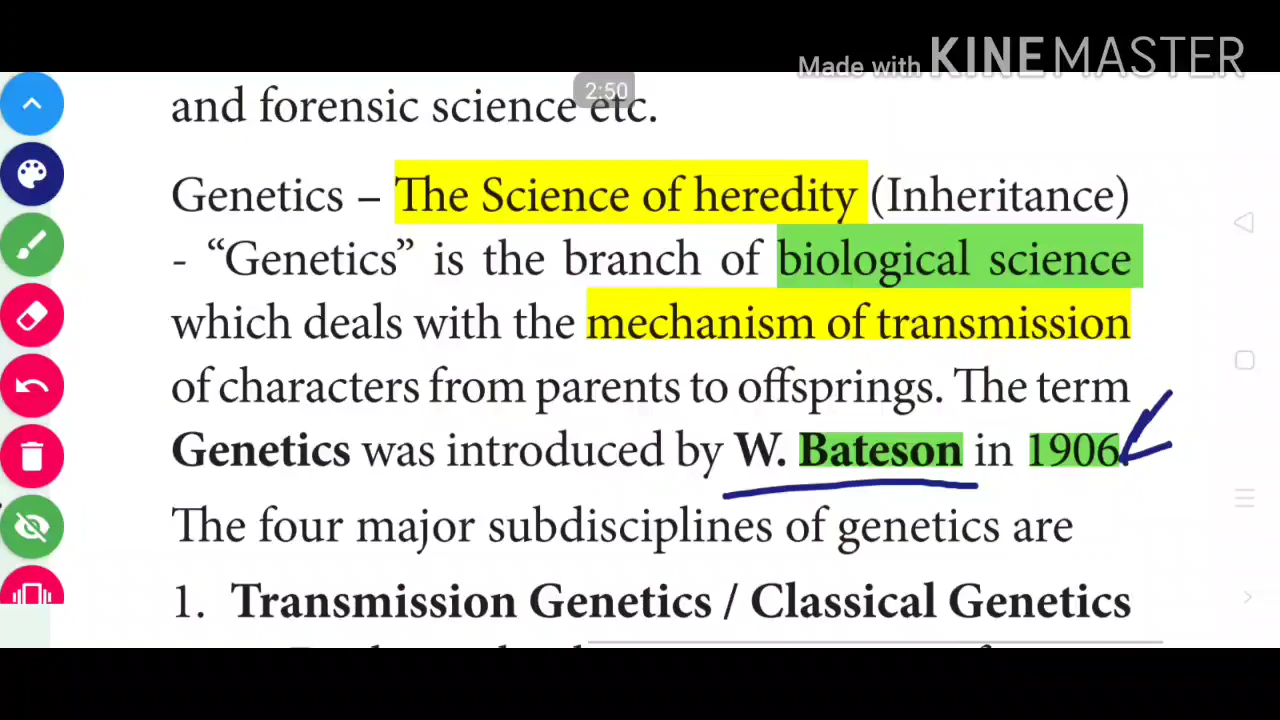 Made with KINEMASTER
2:50
and forensic science etc.
Genetics – The Science of heredity (Inheritance)
- “Genetics” is the branch of biological science
which deals with the mechanism of transmission
of characters from parents to offsprings. The term
Genetics was introduced by W. Bateson in 1906.
The four major subdisciplines of genetics are
1. Transmission Genetics / Classical Genetics